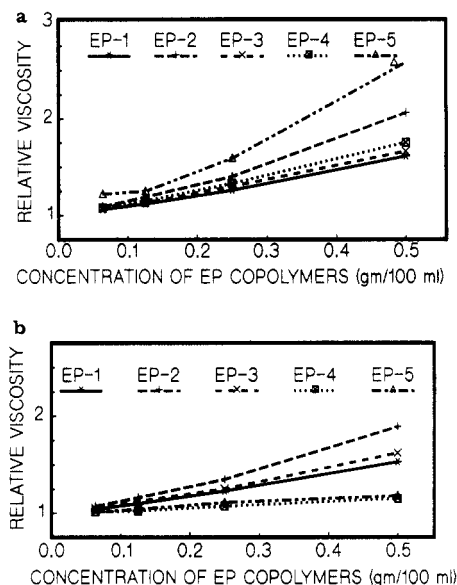 a
3
EP-1 EP-2 EP-3 EP-4 EP-5
2
1
RELATIVE VISCOSITY
0.0 0.1 0.2 0.3 0.4 0.5
CONCENTRATION OF EP COPOLYMERS (gm/100 ml)
b
EP-1 EP-2 EP-3 EP-4 EP-5
2
1
RELATIVE VISCOSITY
0.0 0.1 0.2 0.3 0.4 0.5
CONCENTRATION OF EP COPOLYMERS (gm/100 ml)